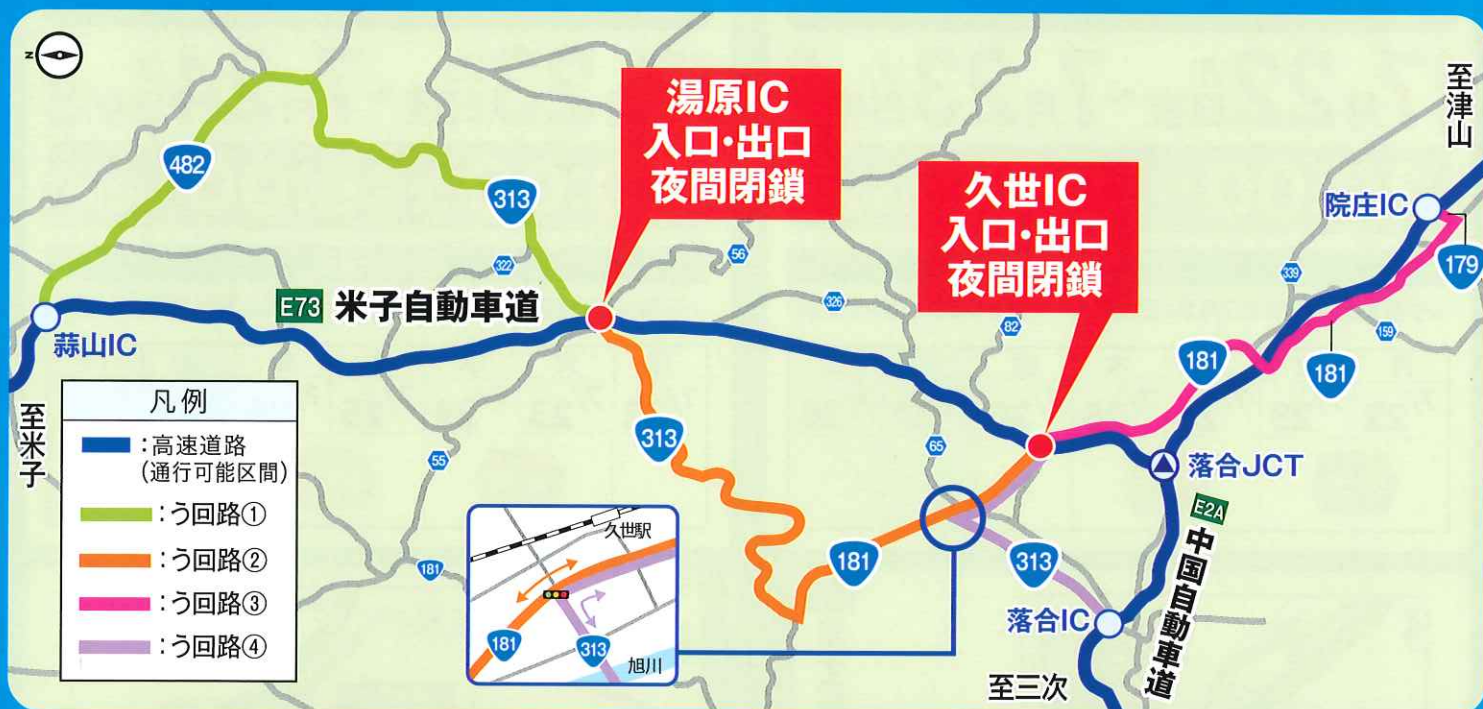 N
482
313
322
56
326
82
339
湯原IC
入口・出口
夜間閉鎖
久世IC
入口・出口
夜間閉鎖
至津山
院庄IC
179
159
181
181
E73 米子自動車道
蒜山IC
至米子
凡例
:高速道路
(通行可能区間)
:う回路①
:う回路②
:う回路③
:う回路④
55
181
313
65
181
313
落合JCT
E2A
中国自動車道
落合IC
至三次
久世駅
181
313
旭川